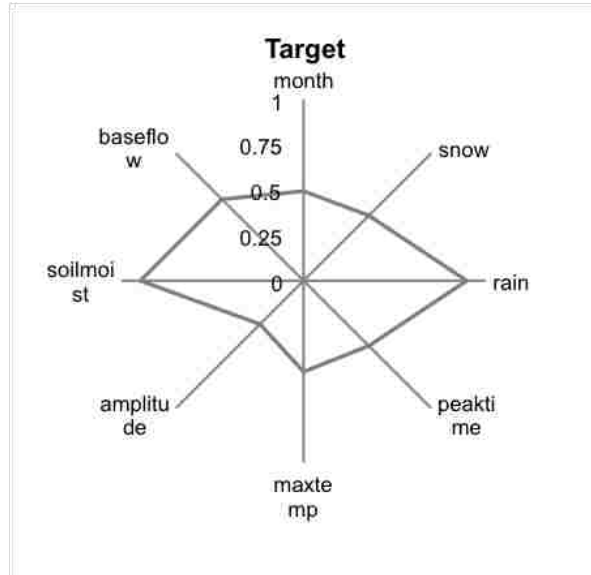 Target
month
1
baseflo
w
0.75
snow
0.5
0.25
soilmoi
st
0
rain
amplitu
de
peakti
me
maxte
mp